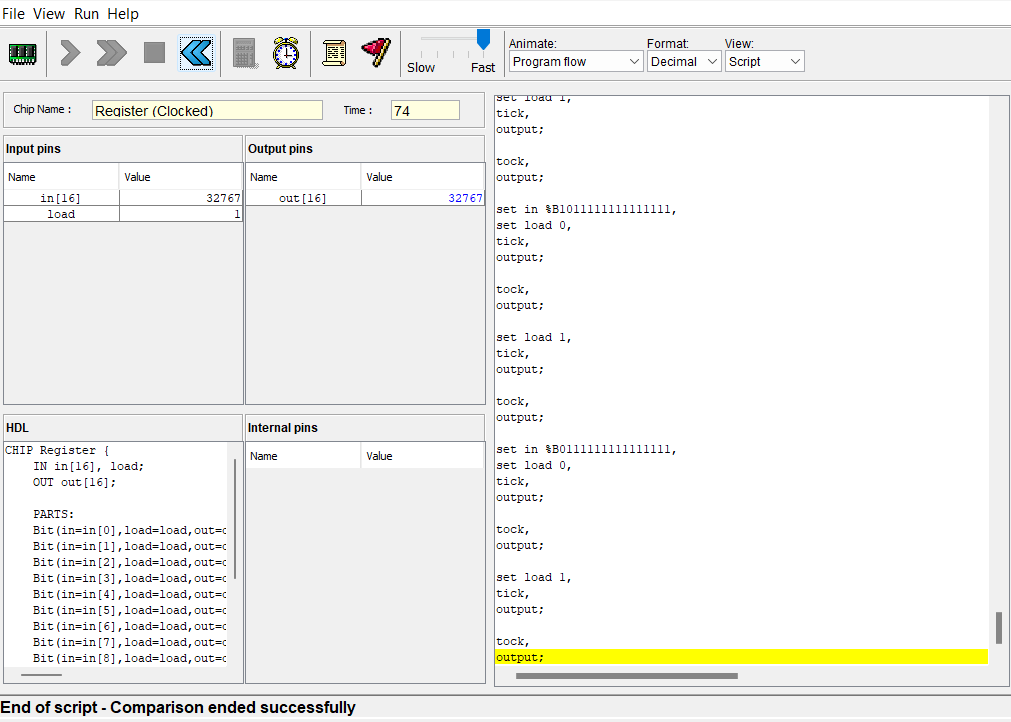 File View Run Help
Slow Fast
Animate:
Program flow
Format:
Decimal
View:
Script
Chip Name :
Register (Clocked)
Time :
74
Input pins
Name Value
in[16] 32767
load 1
Output pins
Name Value
out[16] 32767
HDL
CHIP Register {
IN in[16], load;
OUT out[16];
PARTS:
Bit(in=in[0],load=load,out=
Bit(in=in[1],load=load,out=
Bit(in=in[2],load=load,out=
Bit(in=in[3],load=load,out=
Bit(in=in[4],load=load,out=
Bit(in=in[5],load=load,out=
Bit(in=in[6],load=load,out=
Bit(in=in[7],load=load,out=
Bit(in=in[8],load=load,out=
Internal pins
Name Value
set load 1,
tick,
output;
tock,
output;
set in %B1011111111111111,
set load 0,
tick,
output;
tock,
output;
set load 1,
tick,
output;
tock,
output;
set in %B0111111111111111,
set load 0,
tick,
output;
tock,
output;
set load 1,
tick,
output;
tock,
output;
End of script - Comparison ended successfully